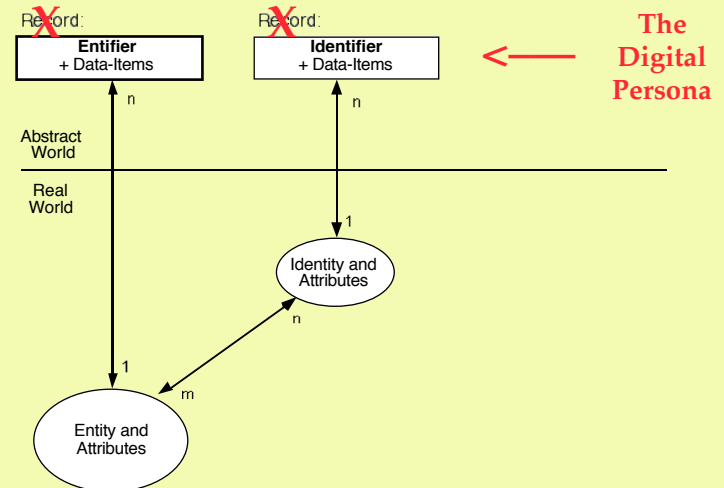 Record:
X
Entifier
+ Data-Items
n
Record:
X
Identifier
+ Data-Items
n
The
Digital
Persona
Abstract
World
Real
World
1
Identity and
Attributes
n
1
m
Entity and
Attributes